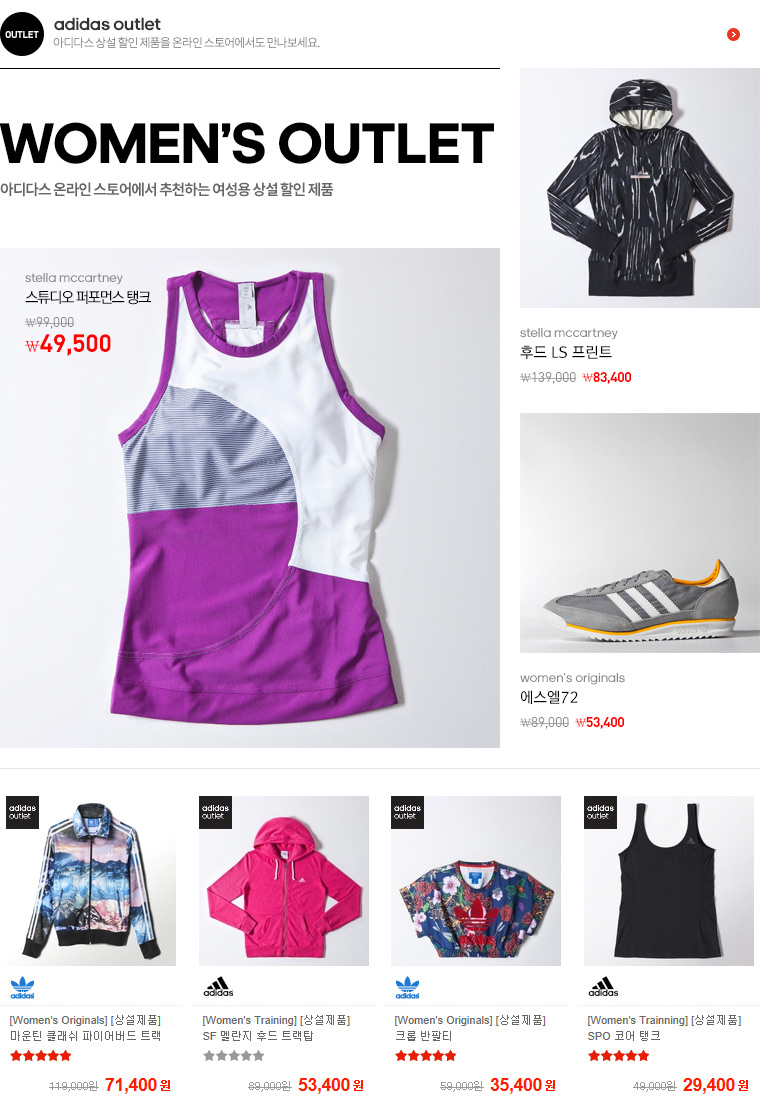 OUTLET
adidas outlet
아디다스 상설 할인 제품을 온라인 스토어에서도 만나보세요.
WOMEN'S OUTLET
아디다스 온라인 스토어에서 추천하는 여성용 상설 할인 제품
stella mccartney
스튜디오 퍼포먼스 탱크
₩99,000
₩49,500
stella mccartney
후드 LS 프린트
₩139,000 ₩83,400
women's originals
에스엘72
₩89,000 ₩53,400
adidas
outlet
adidas
[Women's Originals] [상설제품]
마운틴 클래쉬 파이어버드 트랙
119,000원 71,400 원
adidas
outlet
adidas
[Women's Training] [상설제품]
SF 멜란지 후드 트랙탑
89,000원 53,400 원
adidas
outlet
adidas
[Women's Originals] [상설제품]
크롭 반팔티
59,000원 35,400 원
adidas
outlet
adidas
[Women's Trainning] [상설제품]
SPO 코어 탱크
49,000원 29,400 원